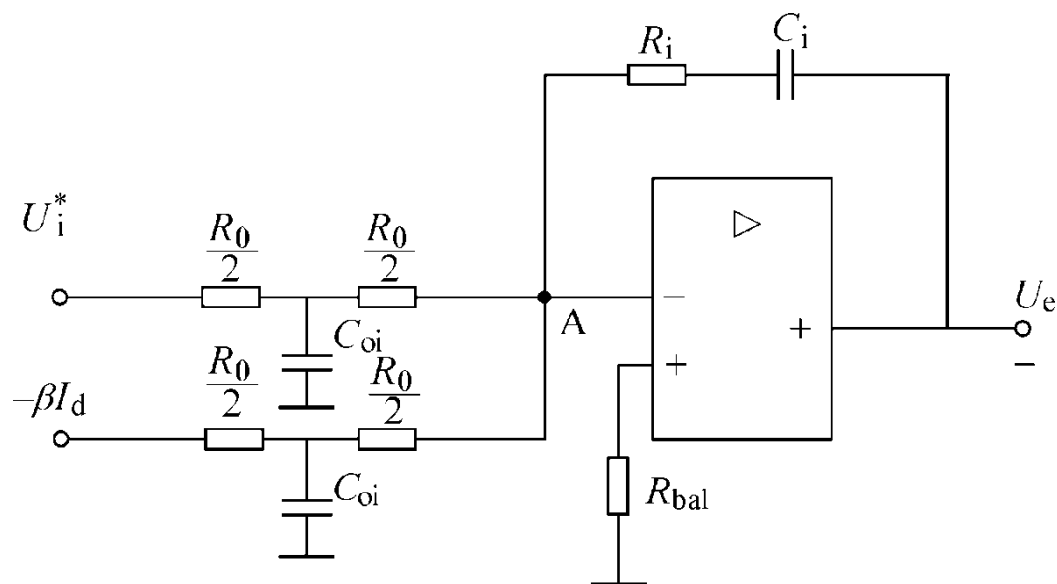 R_i
C_i
U_i^*
R_0/2
R_0/2
A
C_oi
−
▷
+
U_e
−
−βI_d
R_0/2
R_0/2
+
C_oi
R_bal